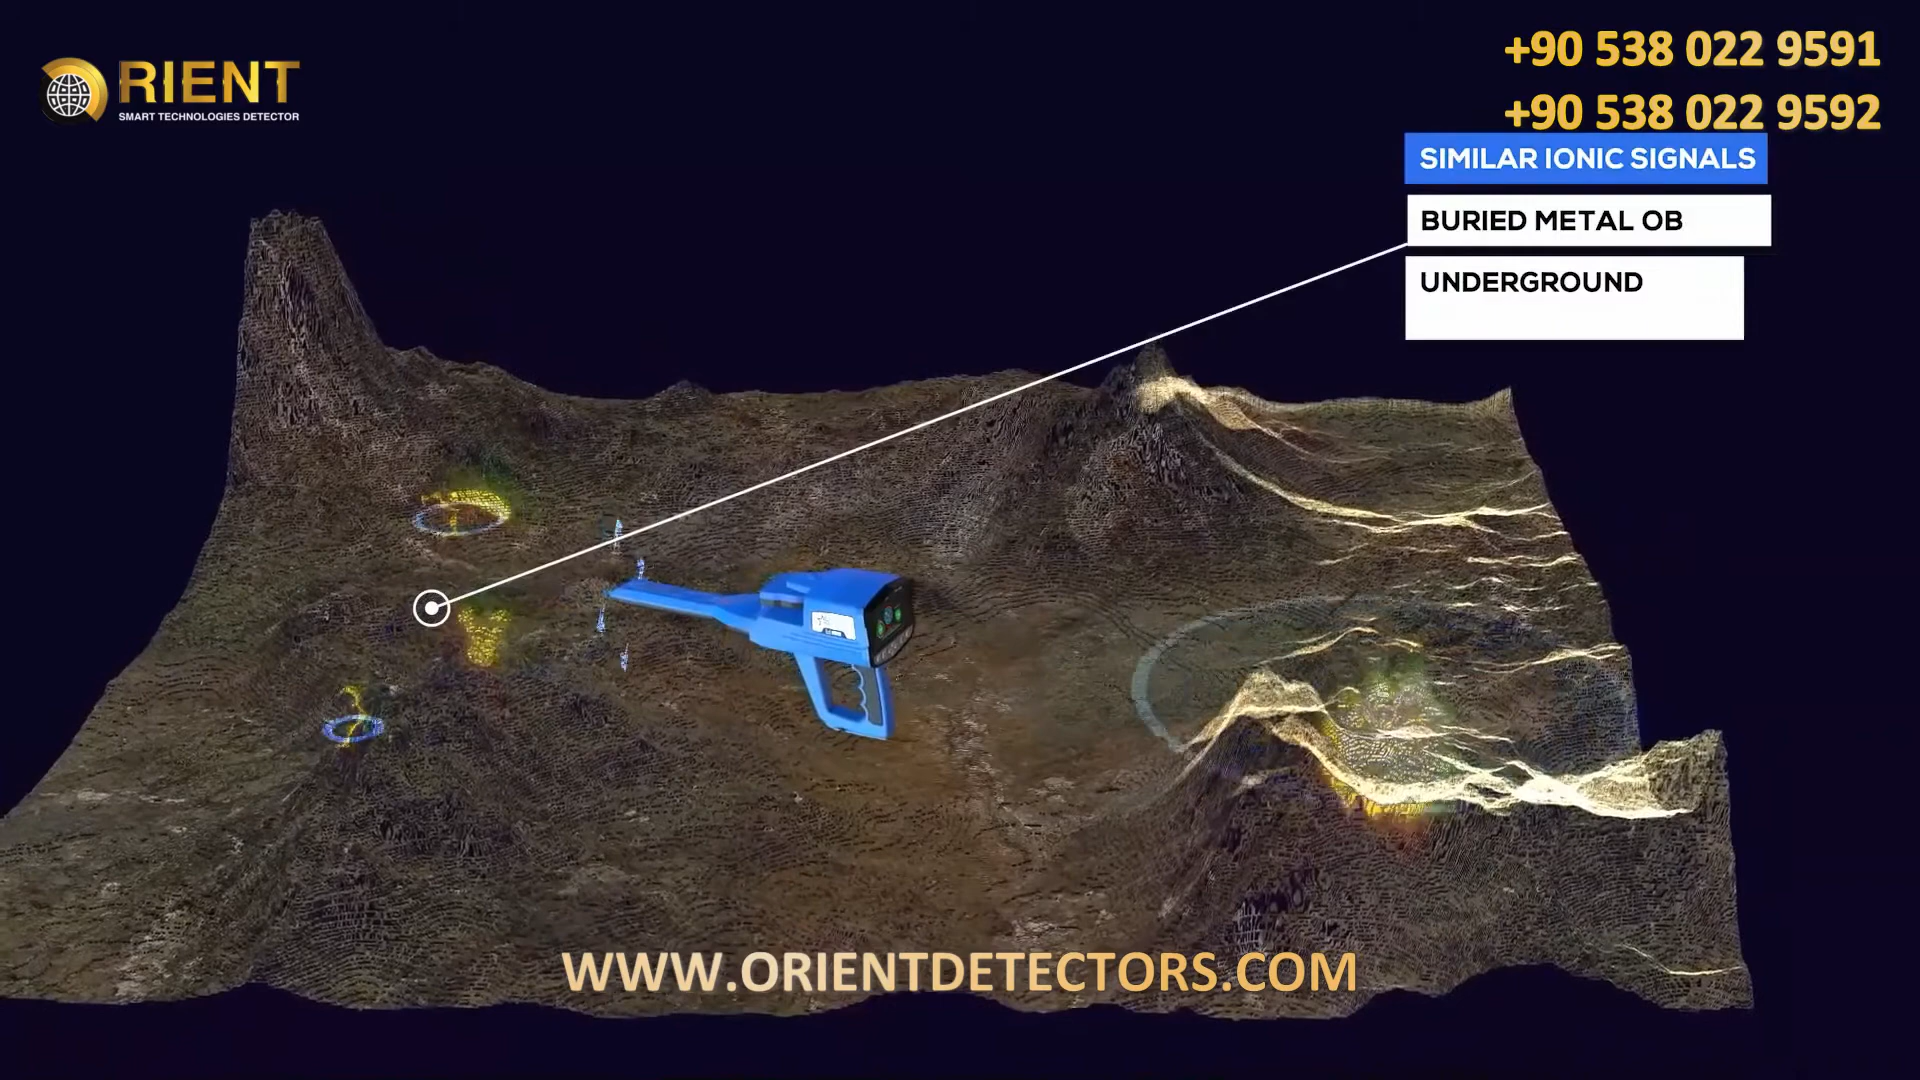 ORIENT
SMART TECHNOLOGIES DETECTOR
+90 538 022 9591
+90 538 022 9592
SIMILAR IONIC SIGNALS
BURIED METAL OB
UNDERGROUND
WWW.ORIENTDETECTORS.COM